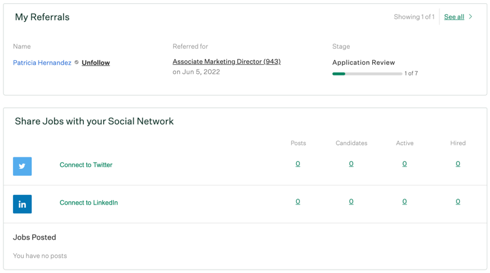 My Referrals
Showing 1 of 1 See all
Name Referred for Stage
Patricia Hernandez Unfollow Associate Marketing Director (943) Application Review
on Jun 5, 2022 1 of 7
Share Jobs with your Social Network
Posts Candidates Active Hired
Connect to Twitter 0 0 0 0
in Connect to LinkedIn 0 0 0 0
Jobs Posted
You have no posts